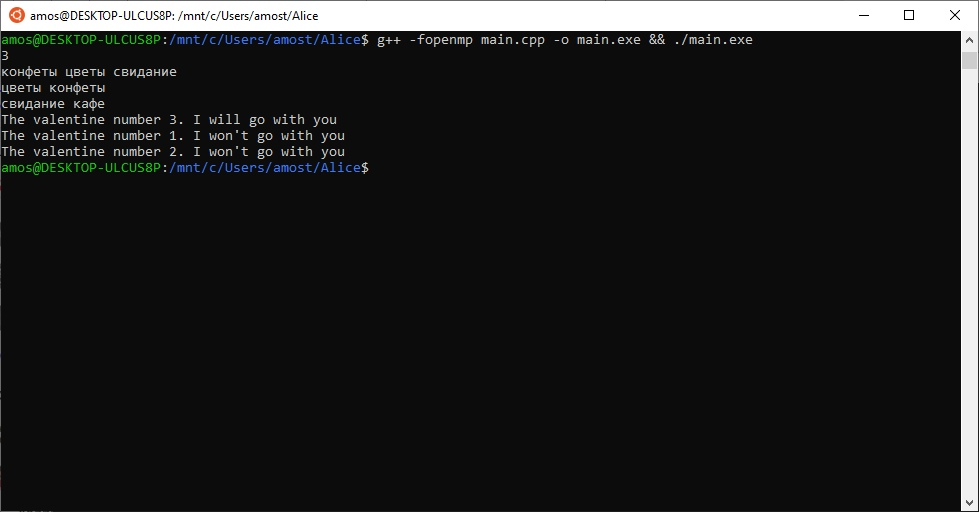 amos@DESKTOP-ULCUS8P: /mnt/c/Users/amost/Alice
amos@DESKTOP-ULCUS8P:/mnt/c/Users/amost/Alice$ g++ -fopenmp main.cpp -o main.exe && ./main.exe
3
конфеты цветы свидание
цветы конфеты
свидание кафе
The valentine number 3. I will go with you
The valentine number 1. I won't go with you
The valentine number 2. I won't go with you
amos@DESKTOP-ULCUS8P:/mnt/c/Users/amost/Alice$